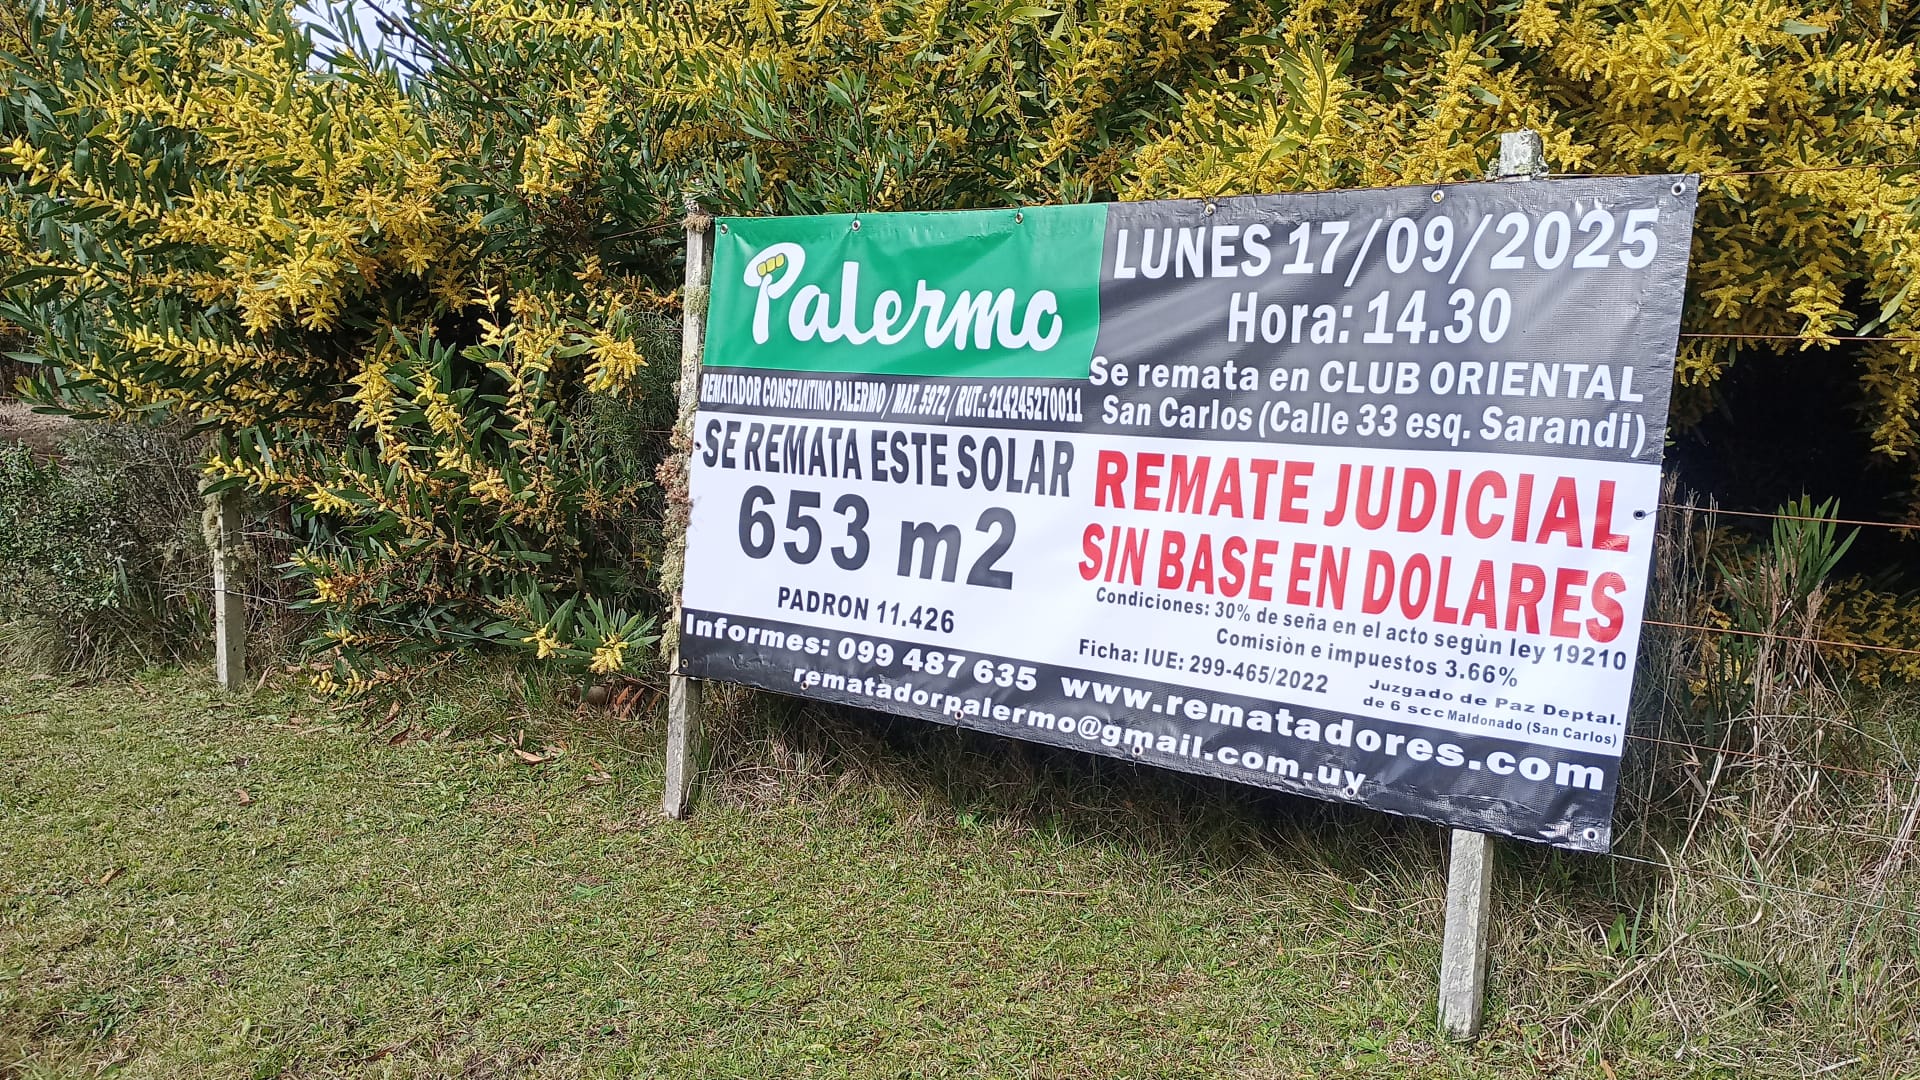 Palermo
REMATADOR CONSTANTINO PALERMO / MAT. 5972 / RUT.: 214245270011
LUNES 17/09/2025
Hora: 14.30
Se remata en CLUB ORIENTAL
San Carlos (Calle 33 esq. Sarandi)
SE REMATA ESTE SOLAR
653 m2
PADRON 11.426
REMATE JUDICIAL
SIN BASE EN DOLARES
Condiciones: 30% de seña en el acto segùn ley 19210
Comisiòn e impuestos 3.66%
Ficha: IUE: 299-465/2022
Juzgado de Paz Deptal.
de 6 scc Maldonado (San Carlos)
Informes: 099 487 635 www.rematadores.com
rematadorpalermo@gmail.com.uy